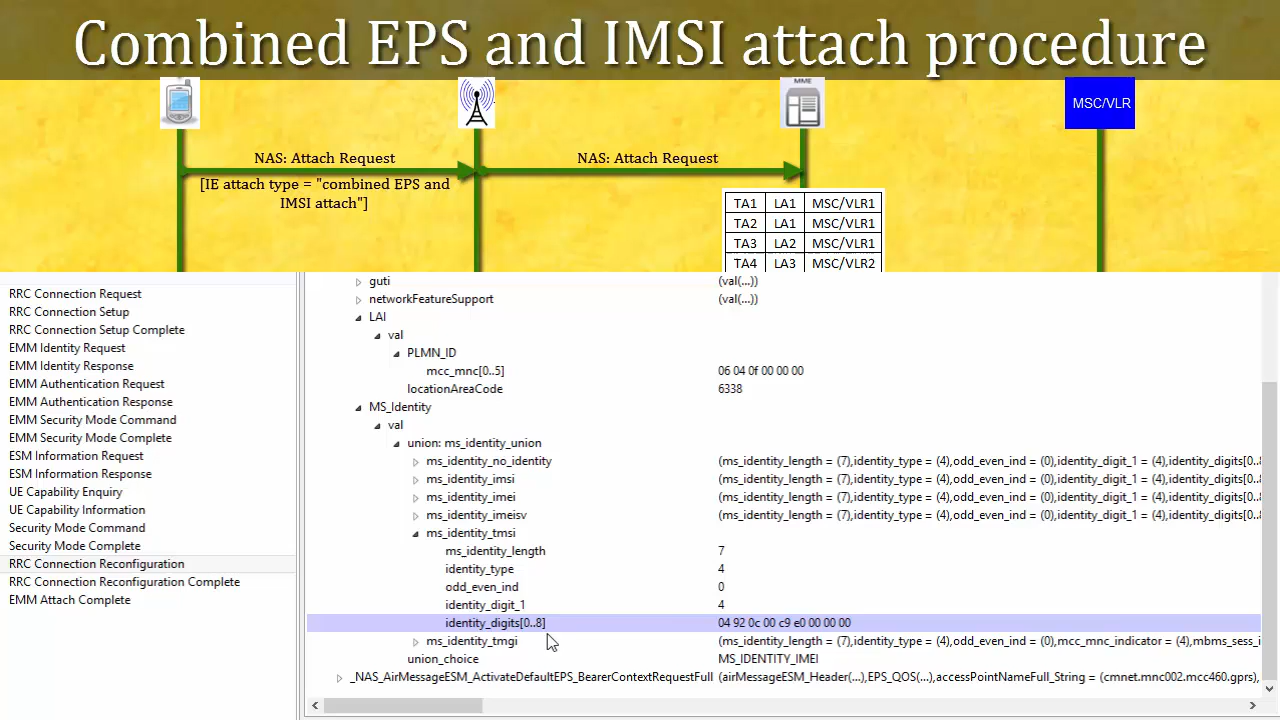 Combined EPS and IMSI attach procedure
MME
MSC/VLR
NAS: Attach Request
NAS: Attach Request
[IE attach type = "combined EPS and
IMSI attach"]
TA1 LA1 MSC/VLR1
TA2 LA1 MSC/VLR1
TA3 LA2 MSC/VLR1
TA4 LA3 MSC/VLR2
RRC Connection Request
RRC Connection Setup
RRC Connection Setup Complete
EMM Identity Request
EMM Identity Response
EMM Authentication Request
EMM Authentication Response
EMM Security Mode Command
EMM Security Mode Complete
ESM Information Request
ESM Information Response
UE Capability Enquiry
UE Capability Information
Security Mode Command
Security Mode Complete
RRC Connection Reconfiguration
RRC Connection Reconfiguration Complete
EMM Attach Complete
guti (val(...))
networkFeatureSupport (val(...))
LAI
val
PLMN_ID
mcc_mnc[0..5] 06 04 0f 00 00 00
locationAreaCode 6338
MS_Identity
val
union: ms_identity_union
ms_identity_no_identity (ms_identity_length = (7),identity_type = (4),odd_even_ind = (0),identity_digit_1 = (4),identity_digits[0..8
ms_identity_imsi (ms_identity_length = (7),identity_type = (4),odd_even_ind = (0),identity_digit_1 = (4),identity_digits[0..8
ms_identity_imei (ms_identity_length = (7),identity_type = (4),odd_even_ind = (0),identity_digit_1 = (4),identity_digits[0..8
ms_identity_imeisv (ms_identity_length = (7),identity_type = (4),odd_even_ind = (0),identity_digit_1 = (4),identity_digits[0..8
ms_identity_tmsi
ms_identity_length 7
identity_type 4
odd_even_ind 0
identity_digit_1 4
identity_digits[0..8] 04 92 0c 00 c9 e0 00 00 00
ms_identity_tmgi (ms_identity_length = (7),identity_type = (4),odd_even_ind = (0),mcc_mnc_indicator = (4),mbms_sess_i
union_choice MS_IDENTITY_IMEI
_NAS_AirMessageESM_ActivateDefaultEPS_BearerContextRequestFull (airMessageESM_Header(...),EPS_QOS(...),accessPointNameFull_String = (cmnet.mnc002.mcc460.gprs),